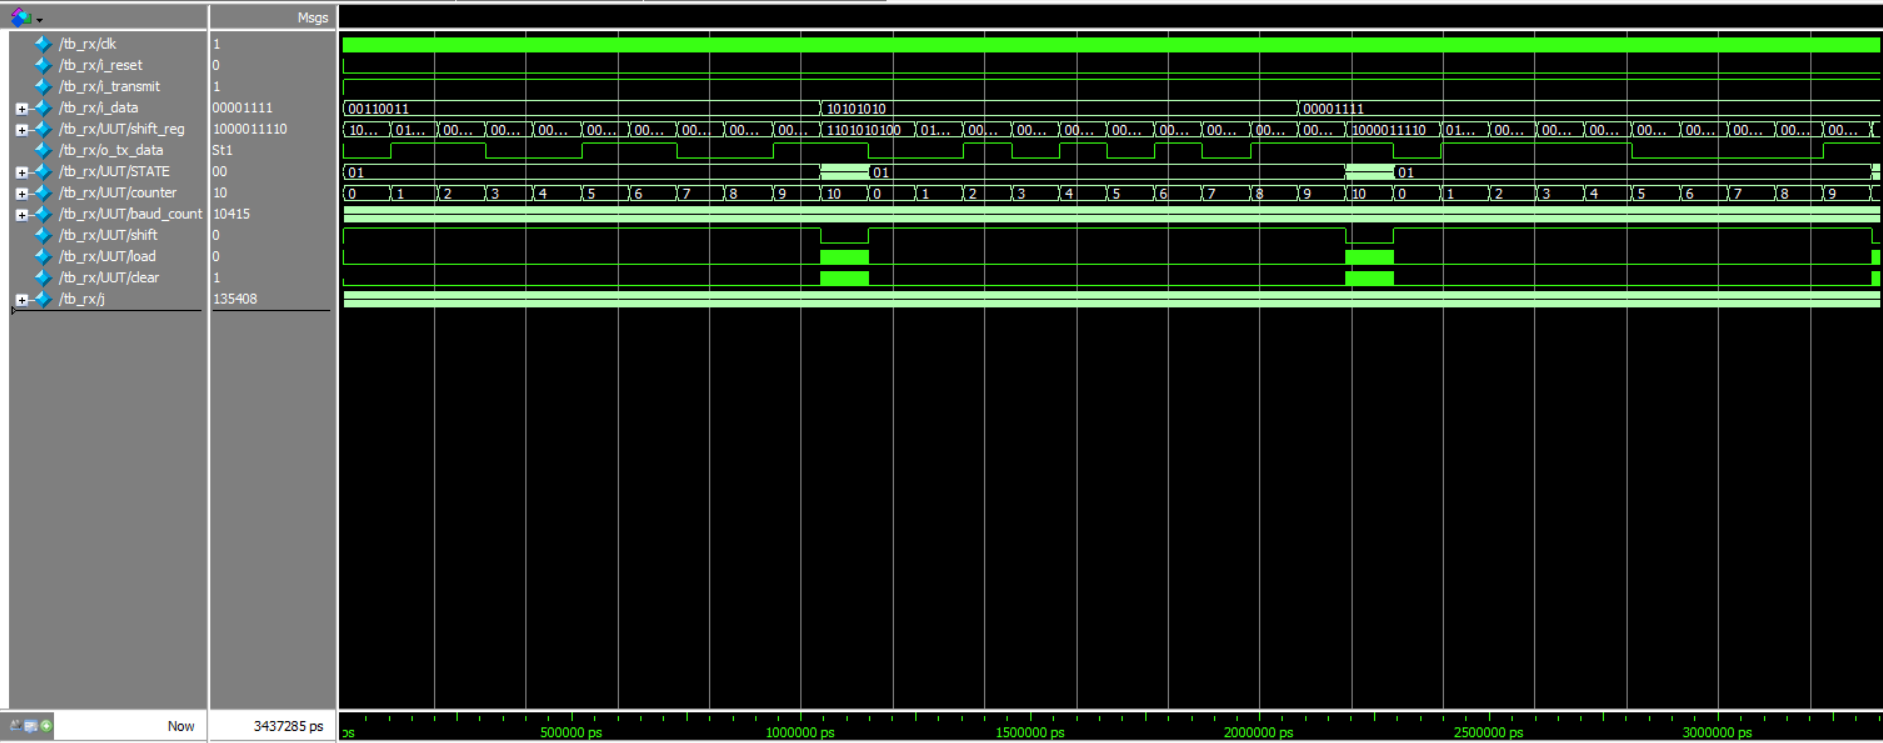 Msgs
/tb_rx/clk 1
/tb_rx/i_reset 0
/tb_rx/i_transmit 1
/tb_rx/i_data 00001111 00110011 10101010 00001111
/tb_rx/UUT/shift_reg 1000011110 10... 01... 00... 00... 00... 00... 00... 00... 00... 00... 1101010100 01... 00... 00... 00... 00... 00... 00... 00... 00... 1000011110 01... 00... 00... 00... 00... 00... 00... 00... 00...
/tb_rx/o_tx_data St1
/tb_rx/UUT/STATE 00 01 01 01
/tb_rx/UUT/counter 10 0 1 2 3 4 5 6 7 8 9 10 0 1 2 3 4 5 6 7 8 9 10 0 1 2 3 4 5 6 7 8 9
/tb_rx/UUT/baud_count 10415
/tb_rx/UUT/shift 0
/tb_rx/UUT/load 0
/tb_rx/UUT/clear 1
/tb_rx/j 135408
Now 3437285 ps ps 500000 ps 1000000 ps 1500000 ps 2000000 ps 2500000 ps 3000000 ps